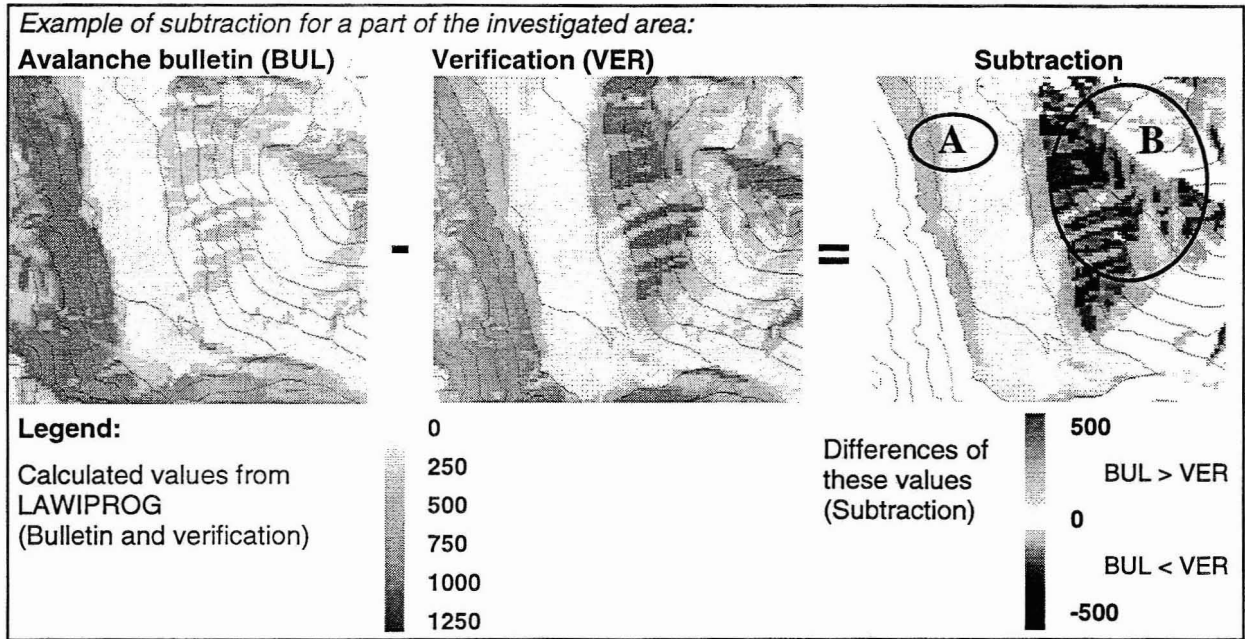 Example of subtraction for a part of the investigated area:
Avalanche bulletin (BUL)
Verification (VER)
Subtraction
A
B
-
=
Legend:
Calculated values from
LAWIPROG
(Bulletin and verification)
0
250
500
750
1000
1250
Differences of
these values
(Subtraction)
500
BUL > VER
0
BUL < VER
-500